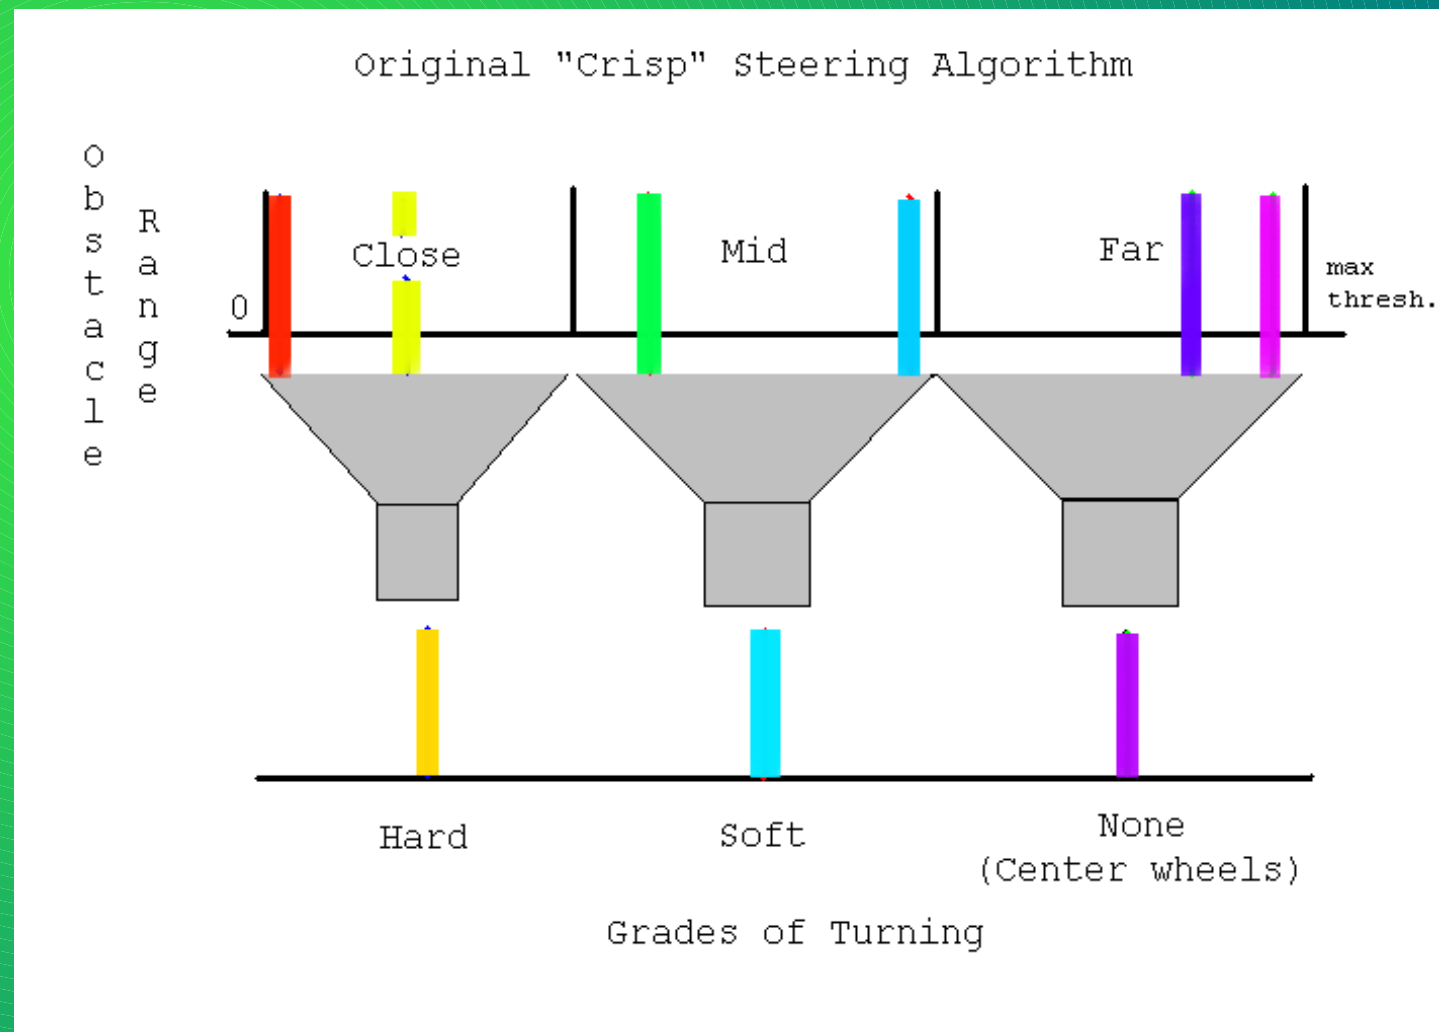 Original "Crisp" Steering Algorithm
Obstacle
Range
0
Close
Mid
Far
max
thresh.
Hard
Soft
None
(Center wheels)
Grades of Turning